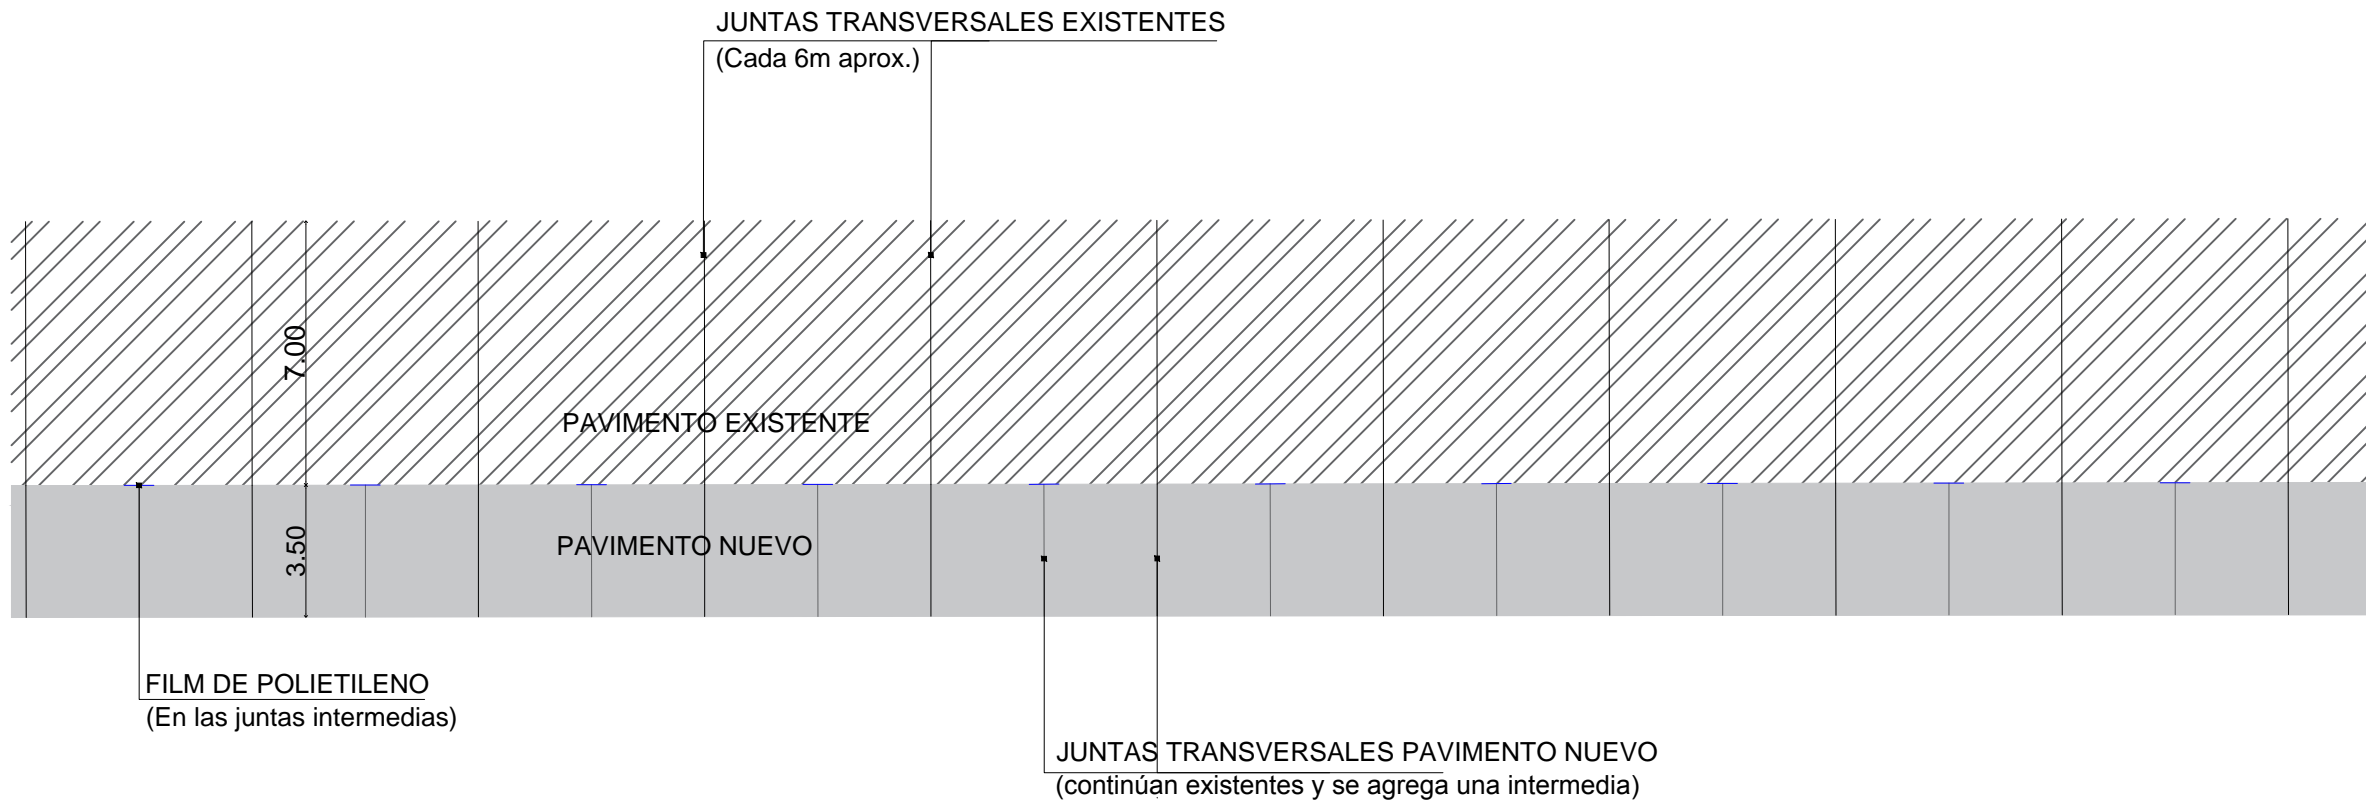 JUNTAS TRANSVERSALES EXISTENTES
(Cada 6m aprox.)
7.00
PAVIMENTO EXISTENTE
3.50
PAVIMENTO NUEVO
FILM DE POLIETILENO
(En las juntas intermedias)
JUNTAS TRANSVERSALES PAVIMENTO NUEVO
(continúan existentes y se agrega una intermedia)